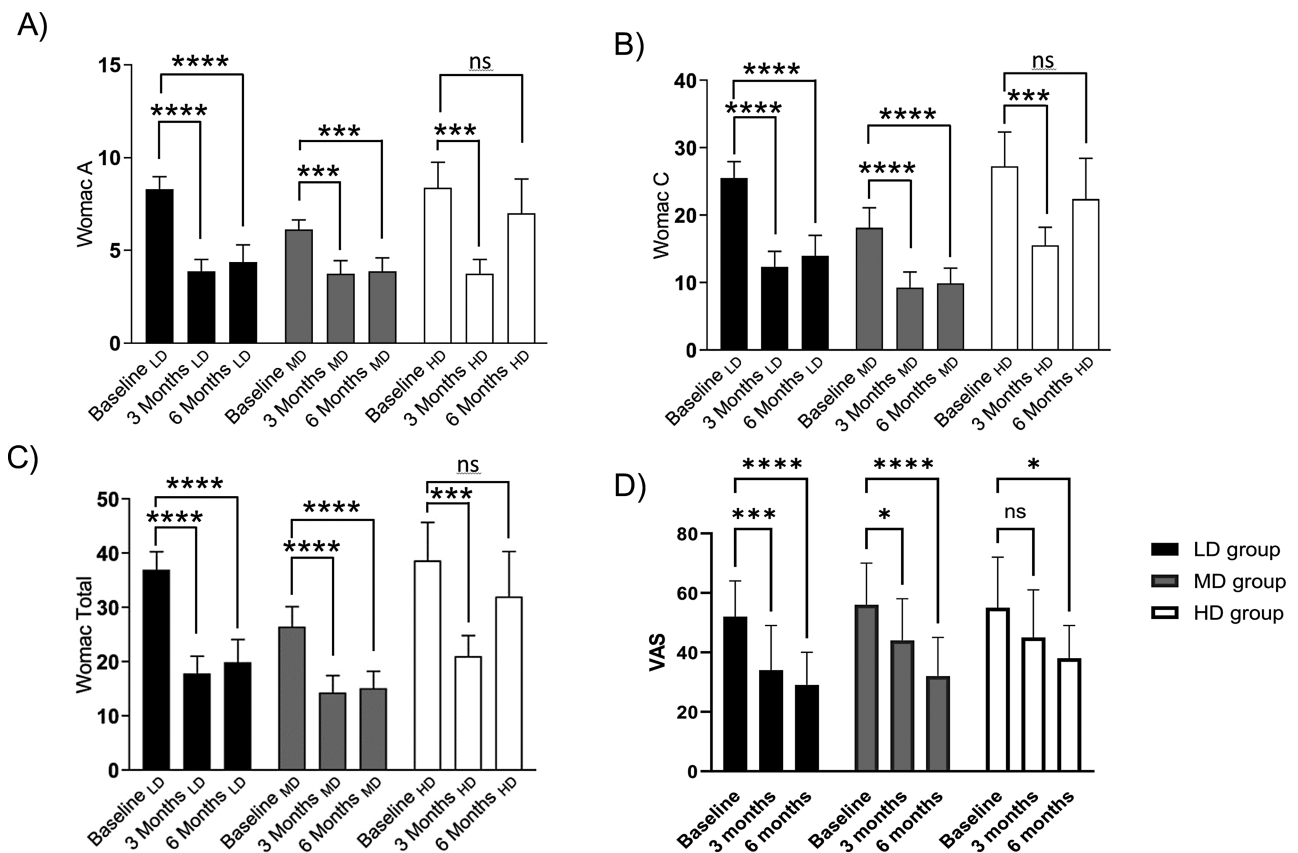 A)
Womac A
15
10
5
0
****
****
***
***
***
ns
Baseline LD
3 Months LD
6 Months LD
Baseline MD
3 Months MD
6 Months MD
Baseline HD
3 Months HD
6 Months HD
B)
Womac C
40
30
20
10
0
****
****
****
****
***
ns
Baseline LD
3 Months LD
6 Months LD
Baseline MD
3 Months MD
6 Months MD
Baseline HD
3 Months HD
6 Months HD
C)
Womac Total
50
40
30
20
10
0
****
****
****
****
***
ns
Baseline LD
3 Months LD
6 Months LD
Baseline MD
3 Months MD
6 Months MD
Baseline HD
3 Months HD
6 Months HD
D)
VAS
80
60
40
20
0
****
***
****
*
*
ns
Baseline
3 months
6 months
Baseline
3 months
6 months
Baseline
3 months
6 months
LD group
MD group
HD group